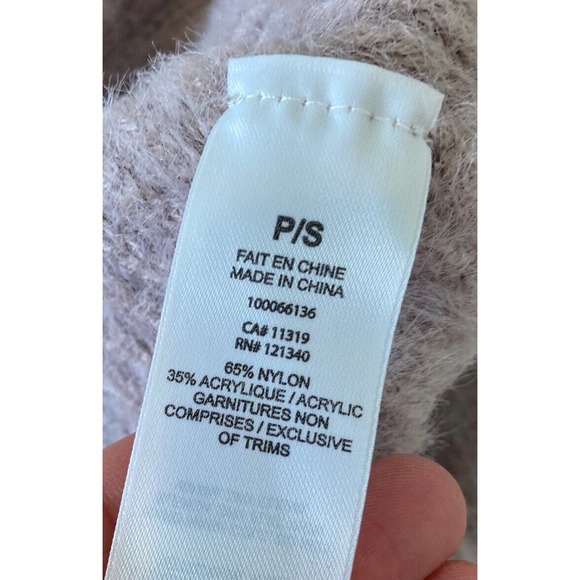 P/S
FAIT EN CHINE
MADE IN CHINA
100066136
CA# 11319
RN# 121340
65% NYLON
35% ACRYLIQUE / ACRYLIC
GARNITURES NON
COMPRISES / EXCLUSIVE
OF TRIMS